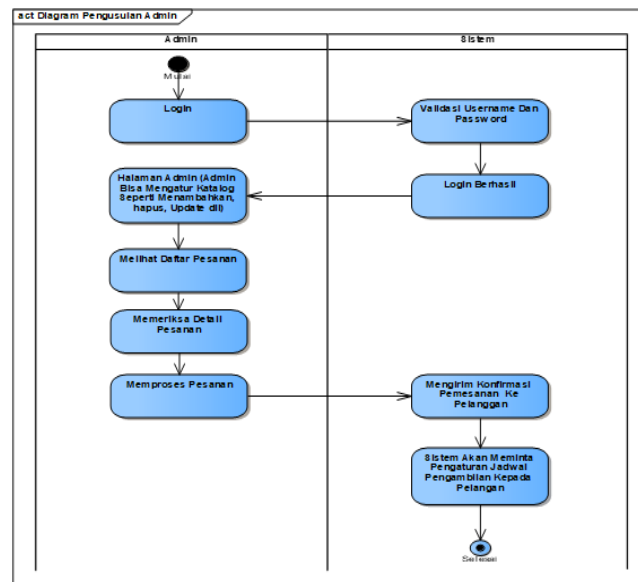 act Diagram Pengusulan Admin
Admin
Sistem
Mulai
Login
Validasi Username Dan
Password
Login Berhasil
Halaman Admin (Admin
Bisa Mengatur Katalog
Seperti Menambahkan,
hapus, Update dll)
Melihat Daftar Pesanan
Memeriksa Detail
Pesanan
Memproses Pesanan
Mengirim Konfirmasi
Pemesanan Ke
Pelanggan
Sistem Akan Meminta
Pengaturan Jadwal
Pengambilan Kepada
Pelangan
Selesai